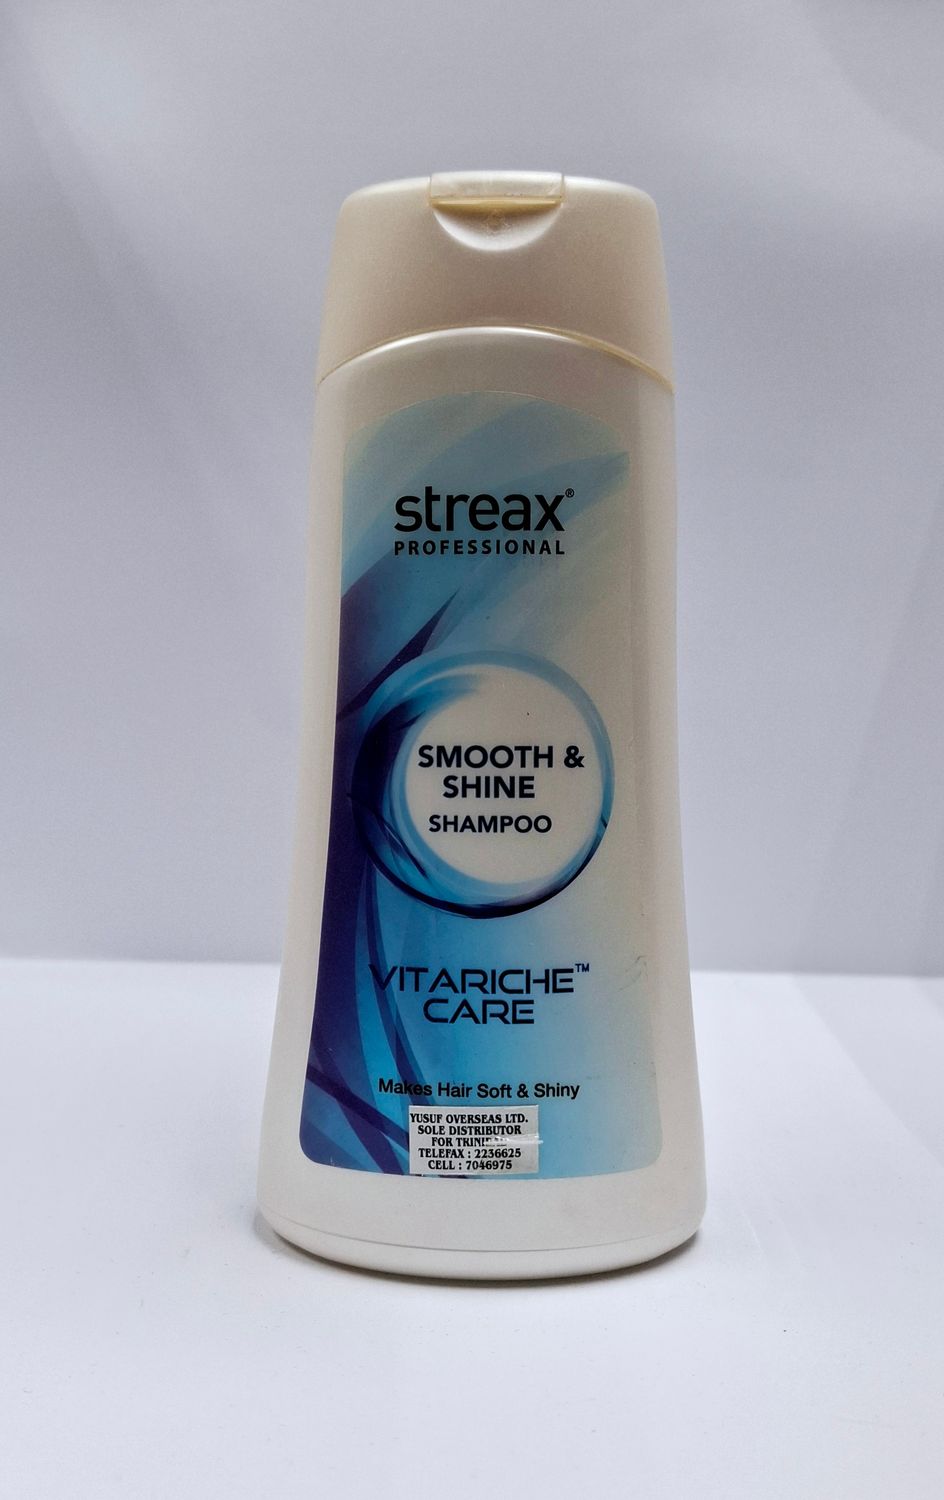 streax®
PROFESSIONAL
SMOOTH &
SHINE
SHAMPOO
VITARICHE™
CARE
Makes Hair Soft & Shiny
YUSUF OVERSEAS LTD.
SOLE DISTRIBUTOR
FOR
TELEFAX : 2236625
CELL : 7046975